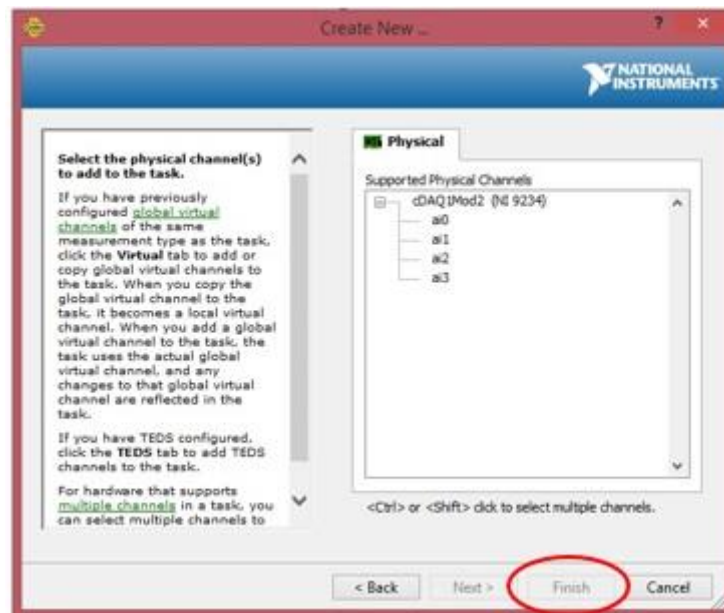 Create New ...
?
NATIONAL
INSTRUMENTS
Select the physical channel(s)
to add to the task.
If you have previously
configured global virtual
channels of the same
measurement type as the task,
click the Virtual tab to add or
copy global virtual channels to
the task. When you copy the
global virtual channel to the
task, it becomes a local virtual
channel. When you add a global
virtual channel to the task, the
task uses the actual global
virtual channel, and any
changes to that global virtual
channel are reflected in the
task.
If you have TEDS configured,
click the TEDS tab to add TEDS
channels to the task.
For hardware that supports
multiple channels in a task, you
can select multiple channels to
Physical
Supported Physical Channels
cDAQ1Mod2 (NI 9234)
ai0
ai1
ai2
ai3
<Ctrl> or <Shift> click to select multiple channels.
< Back
Next >
Finish
Cancel